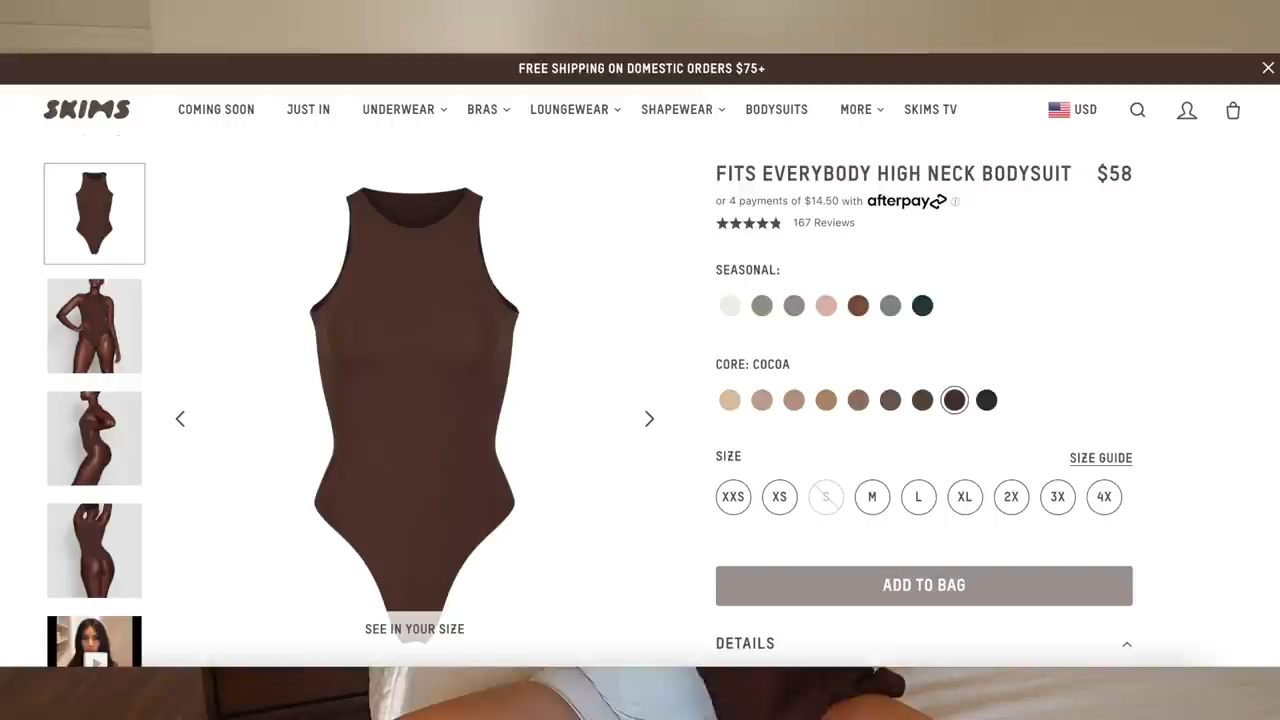 FREE SHIPPING ON DOMESTIC ORDERS $75+
SKIMS
COMING SOON
JUST IN
UNDERWEAR
BRAS
LOUNGEWEAR
SHAPEWEAR
BODYSUITS
MORE
SKIMS TV
USD
FITS EVERYBODY HIGH NECK BODYSUIT $58
or 4 payments of $14.50 with afterpay
167 Reviews
SEASONAL:
CORE: COCOA
SIZE
SIZE GUIDE
XXS XS S M L XL 2X 3X 4X
ADD TO BAG
SEE IN YOUR SIZE
DETAILS